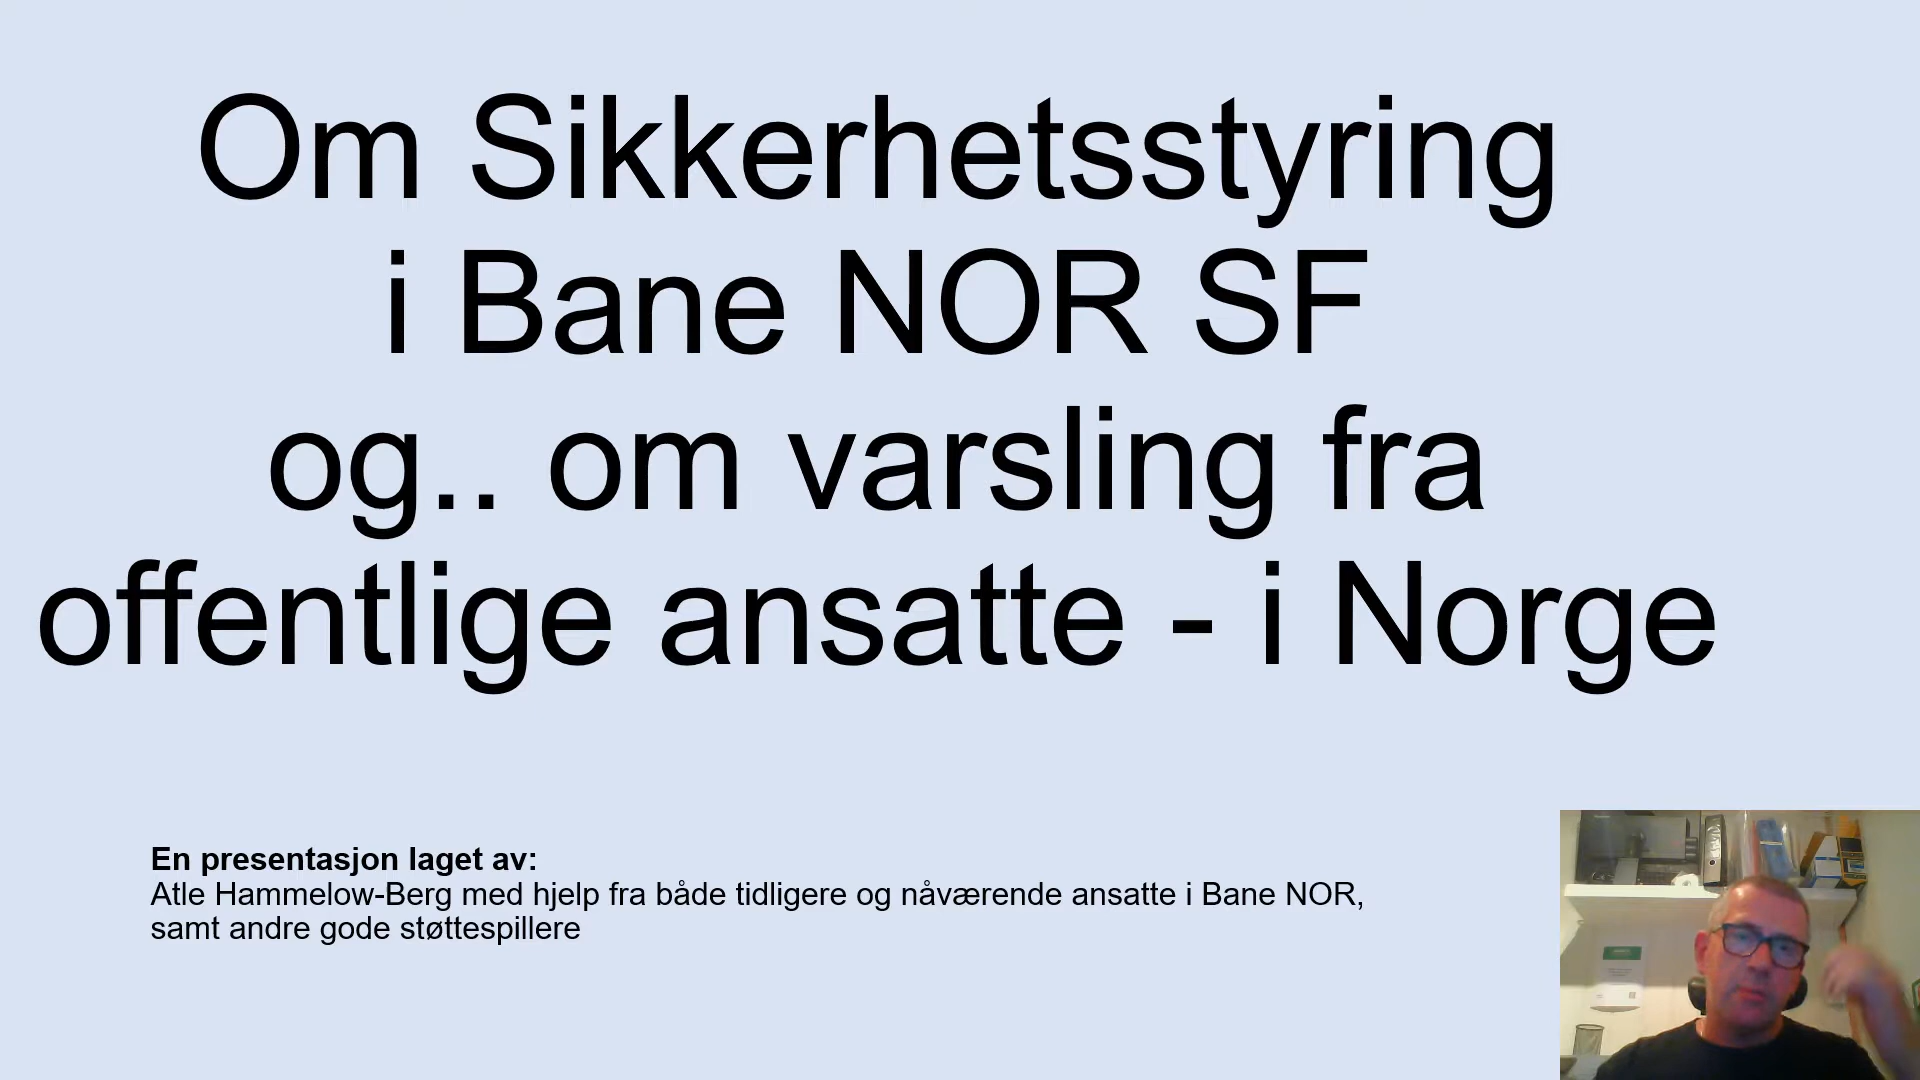 Om Sikkerhetsstyring
i Bane NOR SF
og.. om varsling fra
offentlige ansatte - i Norge
En presentasjon laget av:
Atle Hammelow-Berg med hjelp fra både tidligere og nåværende ansatte i Bane NOR,
samt andre gode støttespillere